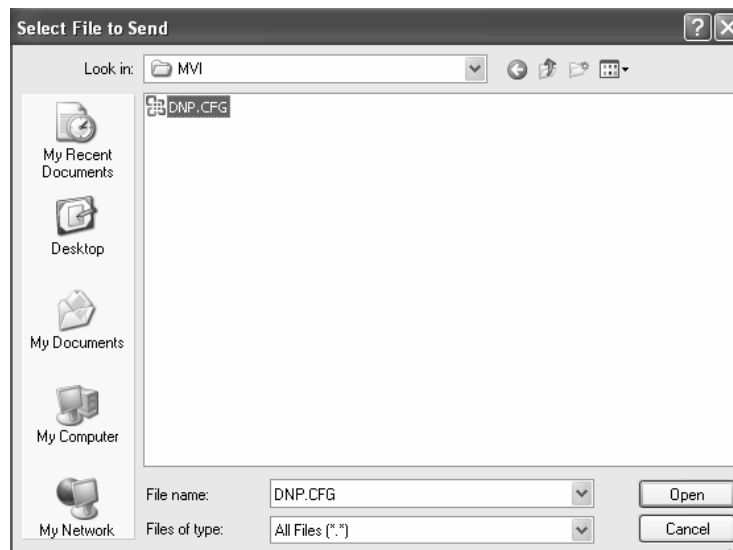 Select File to Send
Look in: MVI
DNP.CFG
My Recent
Documents
Desktop
My Documents
My Computer
My Network
File name: DNP.CFG Open
Files of type: All Files (*.*) Cancel